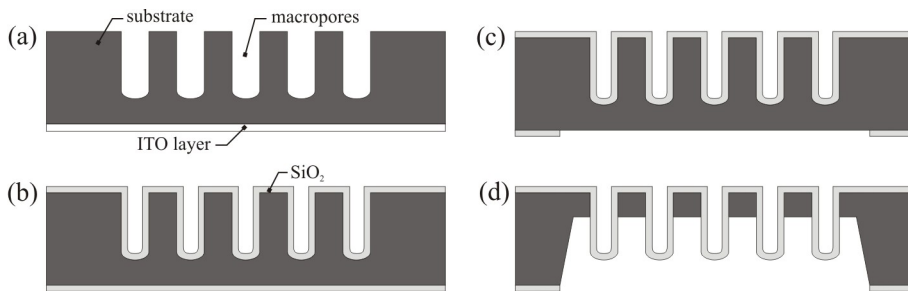 substrate
macropores
(a)
(c)
ITO layer
SiO₂
(b)
(d)